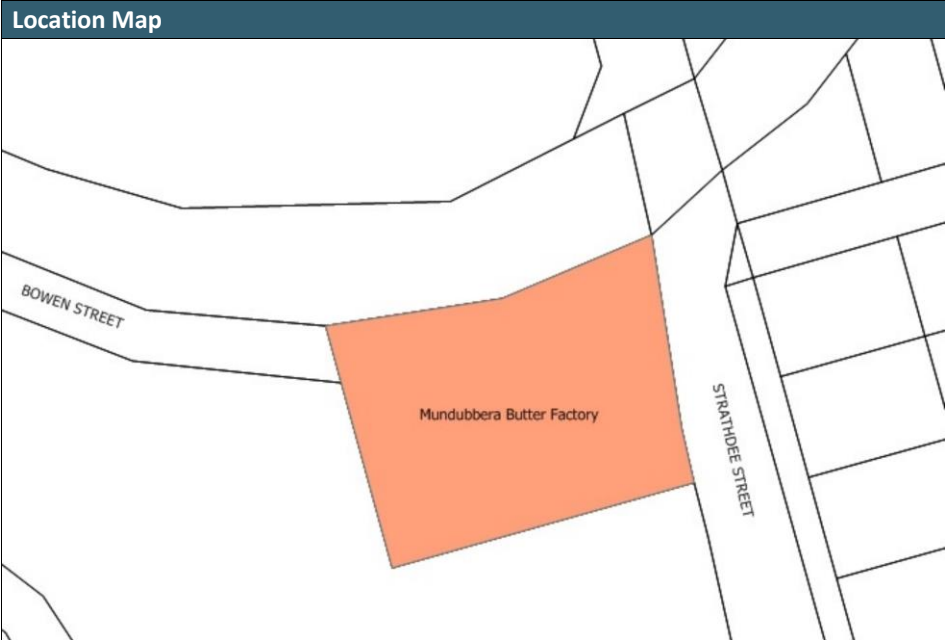 Location Map
BOWEN STREET
Mundubbera Butter Factory
STRATHDEE STREET